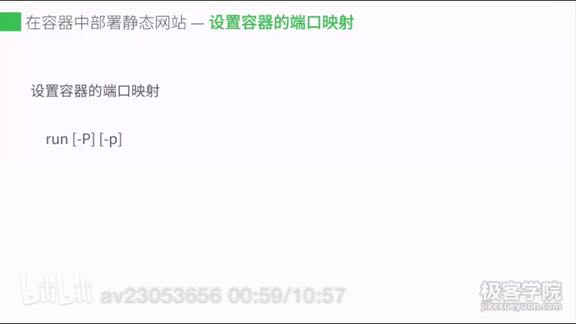 在容器中部署静态网站 — 设置容器的端口映射
设置容器的端口映射
run [-P] [-p]
bilibili av23053656 00:59/10:57
极客学院
jikexueyuan.com